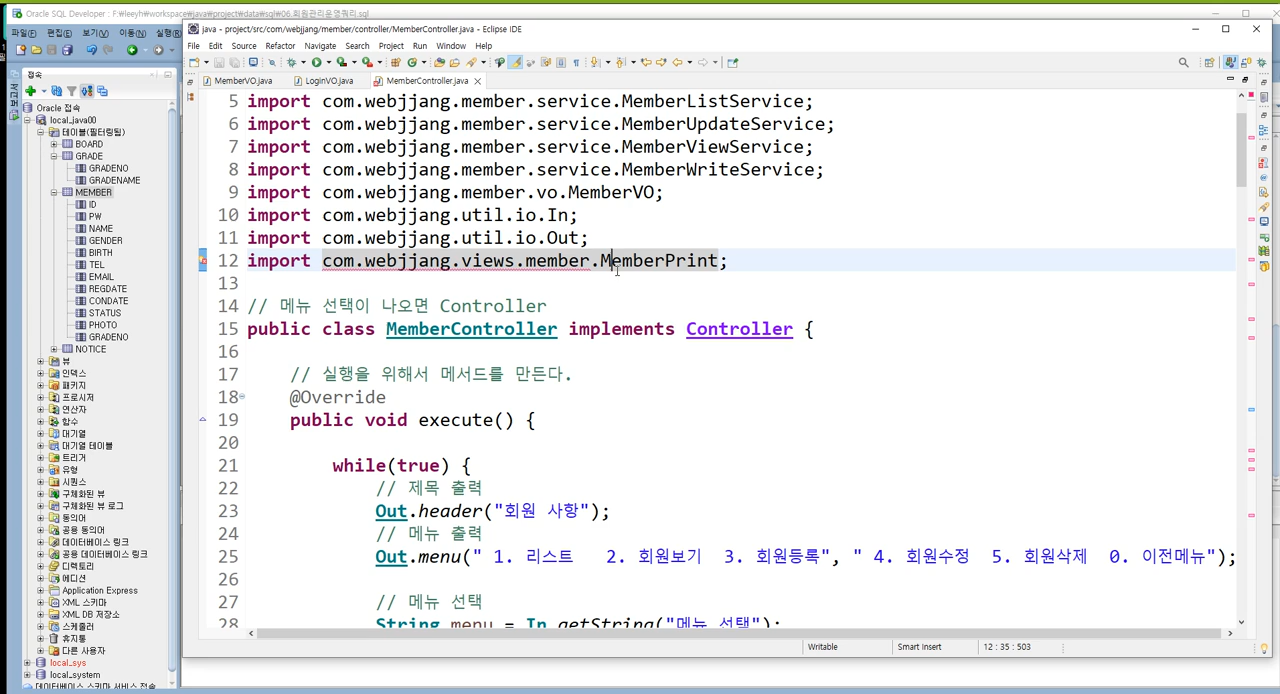 Oracle SQL Developer : F:₩leeyh₩workspace₩java₩project₩data₩sql₩06.회원관리운영쿼리.sql
파일(F) 편집(E) 보기(V) 이동(N) 실행(R)
java - project/src/com/webjjang/member/controller/MemberController.java - Eclipse IDE
File Edit Source Refactor Navigate Search Project Run Window Help
접속
Oracle 접속
local_java00
테이블(필터링됨)
BOARD
GRADE
GRADENO
GRADENAME
MEMBER
ID
PW
NAME
GENDER
BIRTH
TEL
EMAIL
REGDATE
CONDATE
STATUS
PHOTO
GRADENO
NOTICE
뷰
인덱스
패키지
프로시저
연산자
함수
대기열
대기열 테이블
트리거
유형
시퀀스
구체화된 뷰
구체화된 뷰 로그
동의어
공용 동의어
데이터베이스 링크
공용 데이터베이스 링크
디렉토리
에디션
Application Express
XML 스키마
XML DB 저장소
스케줄러
휴지통
다른 사용자
local_sys
local_system
데이터베이스 스키마 서비스 접속
MemberVO.java LoginVO.java MemberController.java
5 import com.webjjang.member.service.MemberListService;
6 import com.webjjang.member.service.MemberUpdateService;
7 import com.webjjang.member.service.MemberViewService;
8 import com.webjjang.member.service.MemberWriteService;
9 import com.webjjang.member.vo.MemberVO;
10 import com.webjjang.util.io.In;
11 import com.webjjang.util.io.Out;
12 import com.webjjang.views.member.MemberPrint;
13
14 // 메뉴 선택이 나오면 Controller
15 public class MemberController implements Controller {
16
17 // 실행을 위해서 메서드를 만든다.
18 @Override
19 public void execute() {
20
21 while(true) {
22 // 제목 출력
23 Out.header("회원 사항");
24 // 메뉴 출력
25 Out.menu(" 1. 리스트 2. 회원보기 3. 회원등록", " 4. 회원수정 5. 회원삭제 0. 이전메뉴");
26
27 // 메뉴 선택
28 String menu = In.getString("메뉴 선택");
Writable Smart Insert 12 : 35 : 503